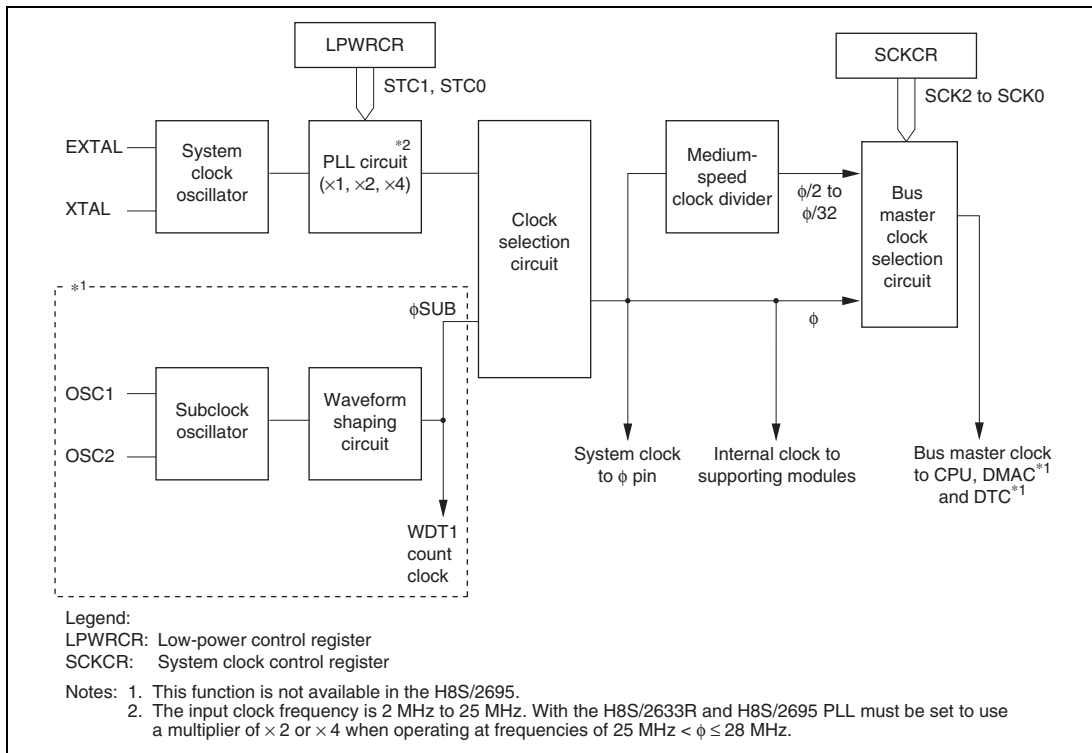 LPWRCR
STC1, STC0
SCKCR
SCK2 to SCK0
EXTAL
XTAL
System
clock
oscillator
PLL circuit*2
(×1, ×2, ×4)
Clock
selection
circuit
Medium-
speed
clock divider
ϕ/2 to
ϕ/32
Bus
master
clock
selection
circuit
ϕ
*1
ϕSUB
OSC1
OSC2
Subclock
oscillator
Waveform
shaping
circuit
WDT1
count
clock
System clock
to ϕ pin
Internal clock to
supporting modules
Bus master clock
to CPU, DMAC*1
and DTC*1
Legend:
LPWRCR: Low-power control register
SCKCR: System clock control register
Notes: 1. This function is not available in the H8S/2695.
2. The input clock frequency is 2 MHz to 25 MHz. With the H8S/2633R and H8S/2695 PLL must be set to use
a multiplier of × 2 or × 4 when operating at frequencies of 25 MHz < ϕ ≤ 28 MHz.